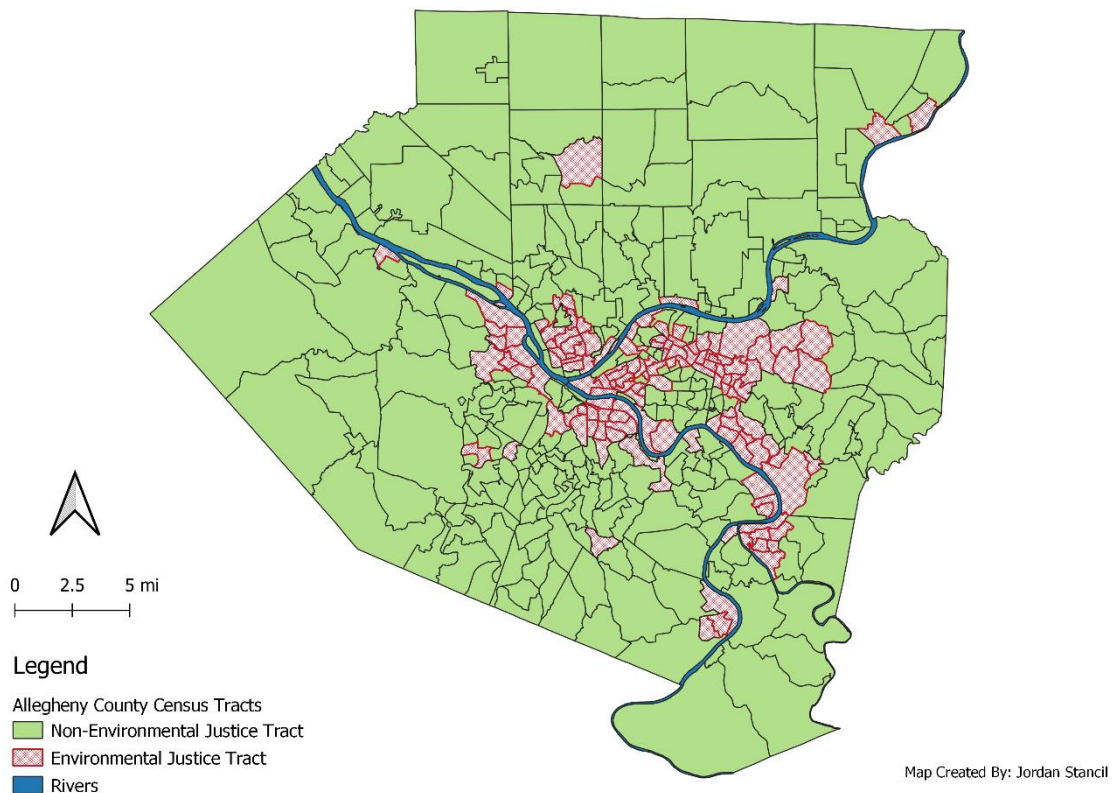 0 2.5 5 mi
Legend
Allegheny County Census Tracts
Non-Environmental Justice Tract
Environmental Justice Tract
Rivers
Map Created By: Jordan Stancil